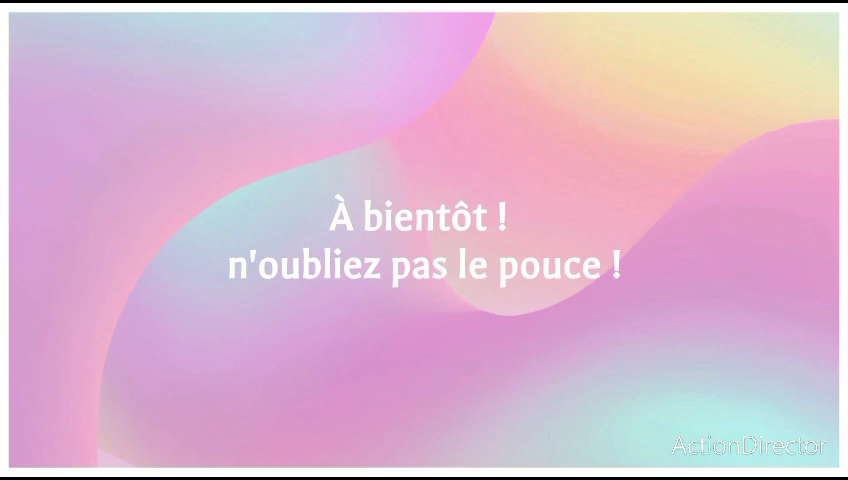 À bientôt !
n'oubliez pas le pouce !
ActionDirector